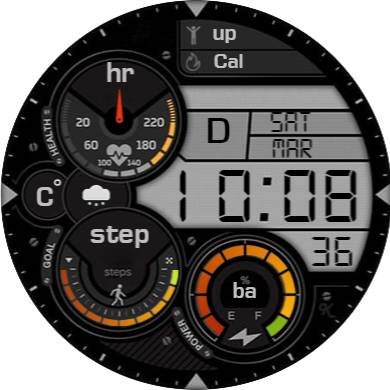 up
Cal
hr
20 220
60 180
100 140
HEALTH
D
SAT
MAR
10:08
36
C°
step
steps
GOAL
%
ba
E F
POWER